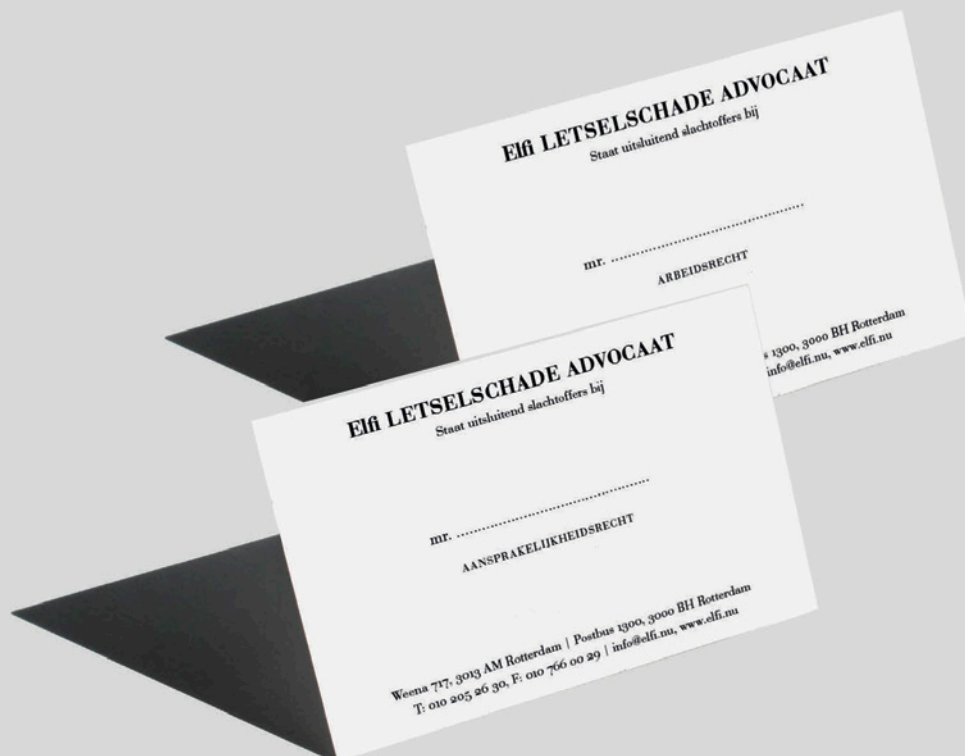 Elfi LETSELSCHADE ADVOCAAT
Staat uitsluitend slachtoffers bij
mr. ........................................
ARBEIDSRECHT
1300, 3000 BH Rotterdam
info@elfi.nu, www.elfi.nu
Elfi LETSELSCHADE ADVOCAAT
Staat uitsluitend slachtoffers bij
mr. ........................................
AANSPRAKELIJKHEIDSRECHT
Weena 717, 3013 AM Rotterdam | Postbus 1300, 3000 BH Rotterdam
T: 010 205 26 30, F: 010 766 00 29 | info@elfi.nu, www.elfi.nu